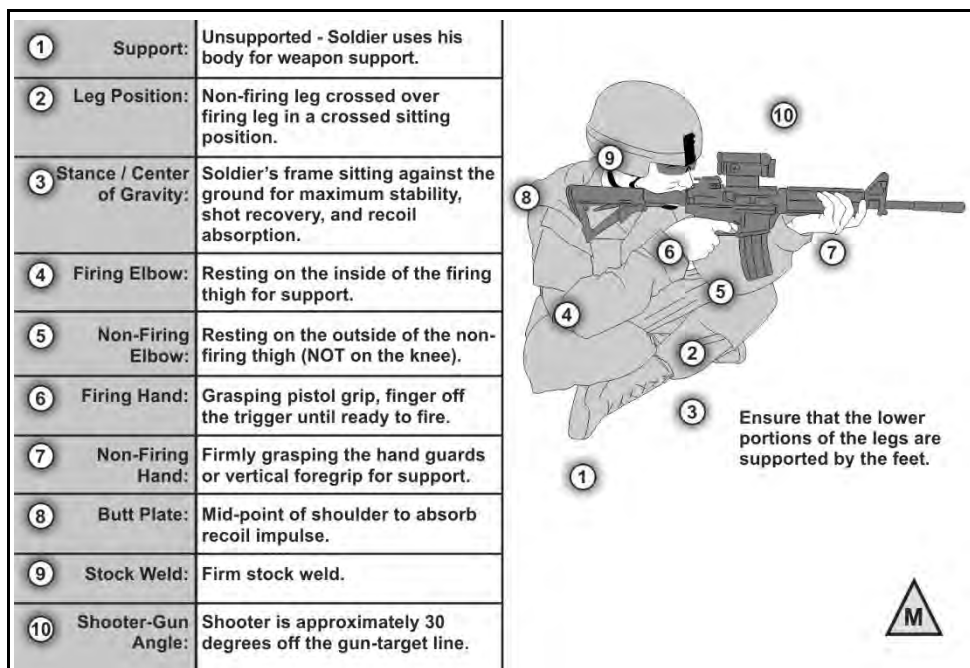 1 Support: Unsupported - Soldier uses his
body for weapon support.
2 Leg Position: Non-firing leg crossed over
firing leg in a crossed sitting
position.
3 Stance / Center
of Gravity: Soldier's frame sitting against the
ground for maximum stability,
shot recovery, and recoil
absorption.
4 Firing Elbow: Resting on the inside of the firing
thigh for support.
5 Non-Firing
Elbow: Resting on the outside of the non-
firing thigh (NOT on the knee).
6 Firing Hand: Grasping pistol grip, finger off
the trigger until ready to fire.
7 Non-Firing
Hand: Firmly grasping the hand guards
or vertical foregrip for support.
8 Butt Plate: Mid-point of shoulder to absorb
recoil impulse.
9 Stock Weld: Firm stock weld.
10 Shooter-Gun
Angle: Shooter is approximately 30
degrees off the gun-target line.
10
9
8
7
6
5
4
2
3
1
Ensure that the lower
portions of the legs are
supported by the feet.
M